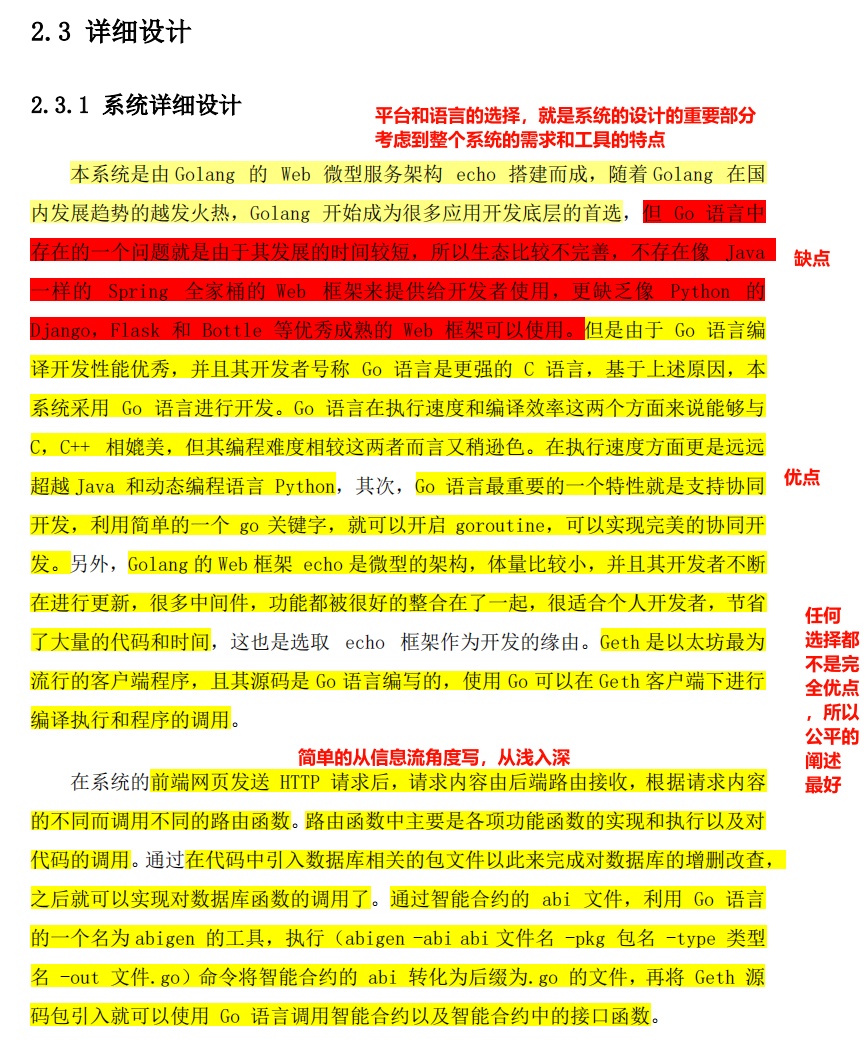 2.3 详细设计
2.3.1 系统详细设计
平台和语言的选择，就是系统的设计的重要部分
考虑到整个系统的需求和工具的特点
本系统是由 Golang 的 Web 微型服务架构 echo 搭建而成，随着 Golang 在国
内发展趋势的越发火热，Golang 开始成为很多应用开发底层的首选，但 Go 语言中
存在的一个问题就是由于其发展的时间较短，所以生态比较不完善，不存在像 Java
缺点
一样的 Spring 全家桶的 Web 框架来提供给开发者使用，更缺乏像 Python 的
Django，Flask 和 Bottle 等优秀成熟的 Web 框架可以使用。但是由于 Go 语言编
译开发性能优秀，并且其开发者号称 Go 语言是更强的 C 语言，基于上述原因，本
系统采用 Go 语言进行开发。Go 语言在执行速度和编译效率这两个方面来说能够与
C，C++ 相媲美，但其编程难度相较这两者而言又稍逊色。在执行速度方面更是远远
超越 Java 和动态编程语言 Python，其次，Go 语言最重要的一个特性就是支持协同
优点
开发，利用简单的一个 go 关键字，就可以开启 goroutine，可以实现完美的协同开
发。另外，Golang 的 Web 框架 echo 是微型的架构，体量比较小，并且其开发者不断
在进行更新，很多中间件，功能都被很好的整合在了一起，很适合个人开发者，节省
了大量的代码和时间，这也是选取 echo 框架作为开发的缘由。Geth 是以太坊最为
流行的客户端程序，且其源码是 Go 语言编写的，使用 Go 可以在 Geth 客户端下进行
编译执行和程序的调用。
任何
选择都
不是完
全优点
，所以
公平的
阐述
最好
简单的从信息流角度写，从浅入深
在系统的前端网页发送 HTTP 请求后，请求内容由后端路由接收，根据请求内容
的不同而调用不同的路由函数。路由函数中主要是各项功能函数的实现和执行以及对
代码的调用。通过在代码中引入数据库相关的包文件以此来完成对数据库的增删改查，
之后就可以实现对数据库函数的调用了。通过智能合约的 abi 文件，利用 Go 语言
的一个名为 abigen 的工具，执行（abigen -abi abi 文件名 -pkg 包名 -type 类型
名 -out 文件.go）命令将智能合约的 abi 转化为后缀为.go 的文件，再将 Geth 源
码包引入就可以使用 Go 语言调用智能合约以及智能合约中的接口函数。